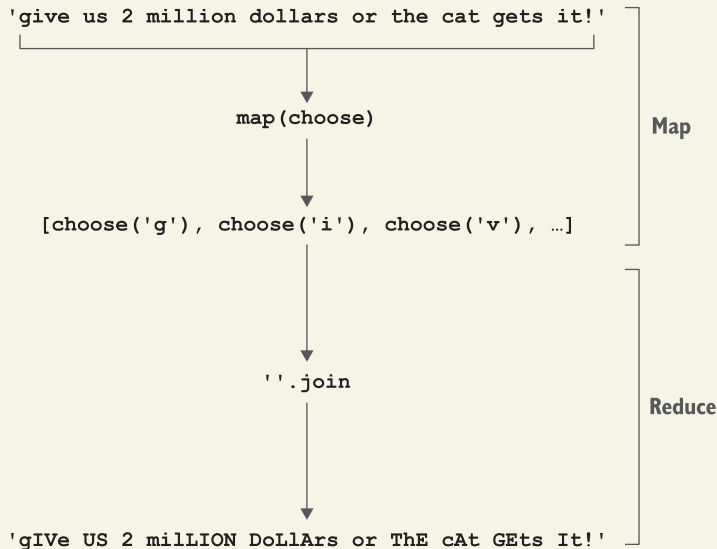 'give us 2 million dollars or the cat gets it!'
map(choose)
Map
[choose('g'), choose('i'), choose('v'), …]
''.join
Reduce
'gIVe US 2 milLION DoLlArs or ThE cAt GEts It!'